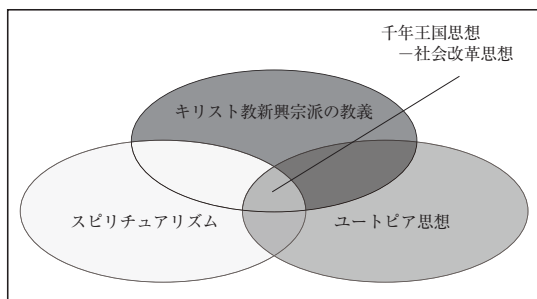 千年王国思想
―社会改革思想
キリスト教新興宗派の教義
スピリチュアリズム
ユートピア思想